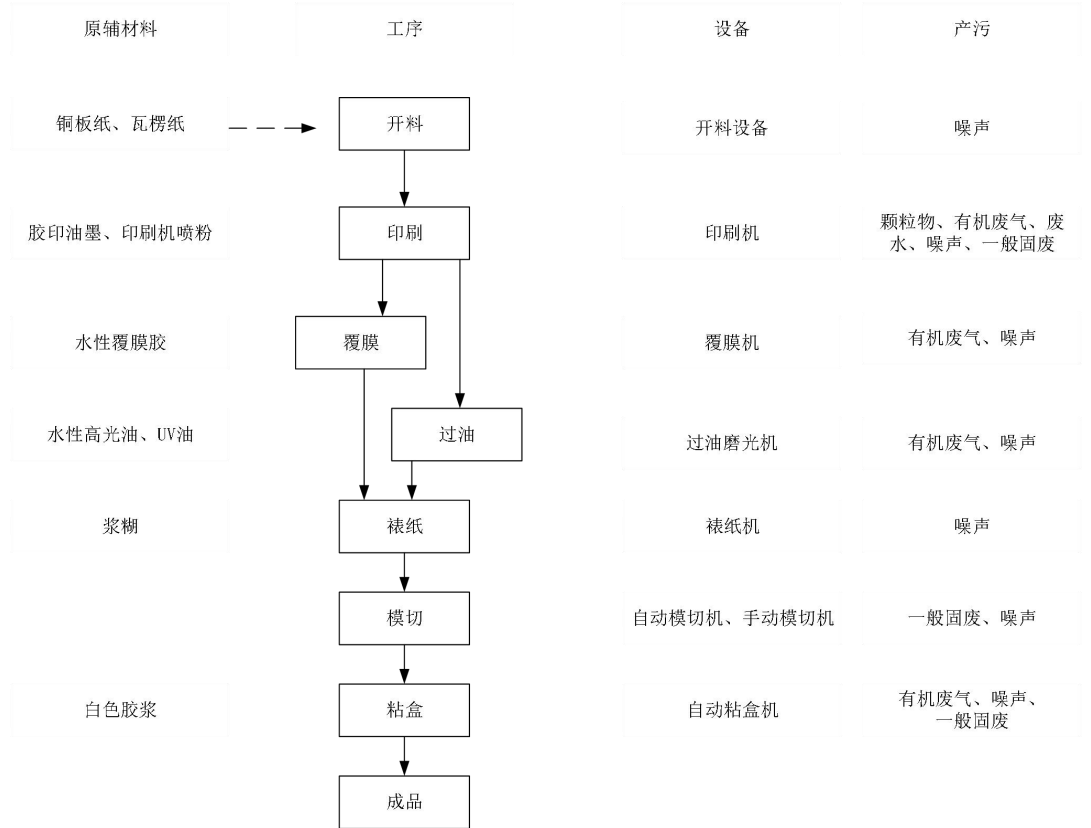 原辅材料 工序 设备 产污
铜板纸、瓦楞纸 开料 开料设备 噪声
胶印油墨、印刷机喷粉 印刷 印刷机 颗粒物、有机废气、废
水、噪声、一般固废
水性覆膜胶 覆膜 覆膜机 有机废气、噪声
水性高光油、UV油 过油 过油磨光机 有机废气、噪声
浆糊 裱纸 裱纸机 噪声
模切 自动模切机、手动模切机 一般固废、噪声
白色胶浆 粘盒 自动粘盒机 有机废气、噪声、
一般固废
成品